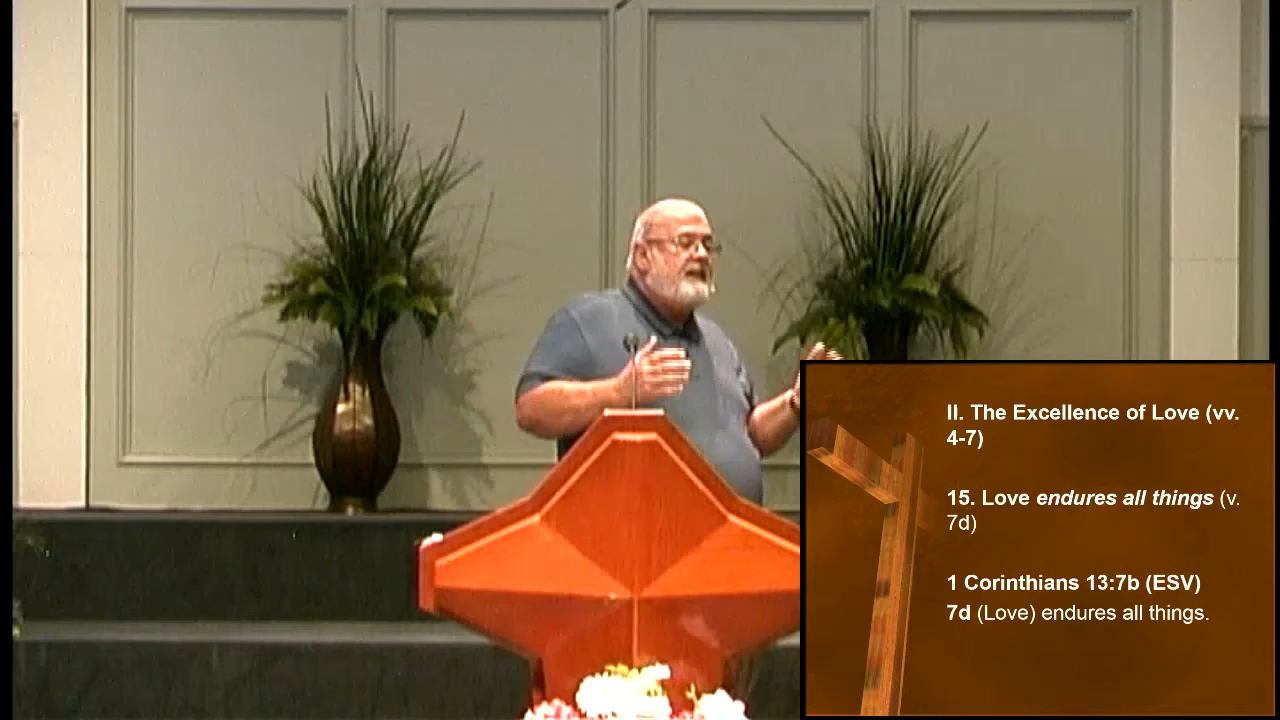 II. The Excellence of Love (vv.
4-7)
15. Love endures all things (v.
7d)
1 Corinthians 13:7b (ESV)
7d (Love) endures all things.